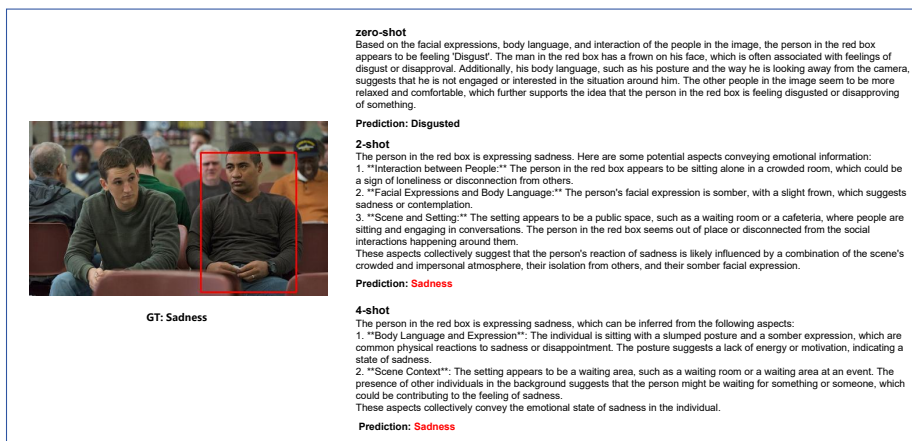 zero-shot
Based on the facial expressions, body language, and interaction of the people in the image, the person in the red box
appears to be feeling 'Disgust'. The man in the red box has a frown on his face, which is often associated with feelings of
disgust or disapproval. Additionally, his body language, such as his posture and the way he is looking away from the camera,
suggests that he is not engaged or interested in the situation around him. The other people in the image seem to be more
relaxed and comfortable, which further supports the idea that the person in the red box is feeling disgusted or disapproving
of something.
Prediction: Disgusted
2-shot
The person in the red box is expressing sadness. Here are some potential aspects conveying emotional information:
1. **Interaction between People:** The person in the red box appears to be sitting alone in a crowded room, which could be
a sign of loneliness or disconnection from others.
2. **Facial Expressions and Body Language:** The person's facial expression is somber, with a slight frown, which suggests
sadness or contemplation.
3. **Scene and Setting:** The setting appears to be a public space, such as a waiting room or a cafeteria, where people are
sitting and engaging in conversations. The person in the red box seems out of place or disconnected from the social
interactions happening around them.
These aspects collectively suggest that the person's reaction of sadness is likely influenced by a combination of the scene's
crowded and impersonal atmosphere, their isolation from others, and their somber facial expression.
Prediction: Sadness
GT: Sadness
4-shot
The person in the red box is expressing sadness, which can be inferred from the following aspects:
1. **Body Language and Expression**: The individual is sitting with a slumped posture and a somber expression, which are
common physical reactions to sadness or disappointment. The posture suggests a lack of energy or motivation, indicating a
state of sadness.
2. **Scene Context**: The setting appears to be a waiting area, such as a waiting room or a waiting area at an event. The
presence of other individuals in the background suggests that the person might be waiting for something or someone, which
could be contributing to the feeling of sadness.
These aspects collectively convey the emotional state of sadness in the individual.
Prediction: Sadness